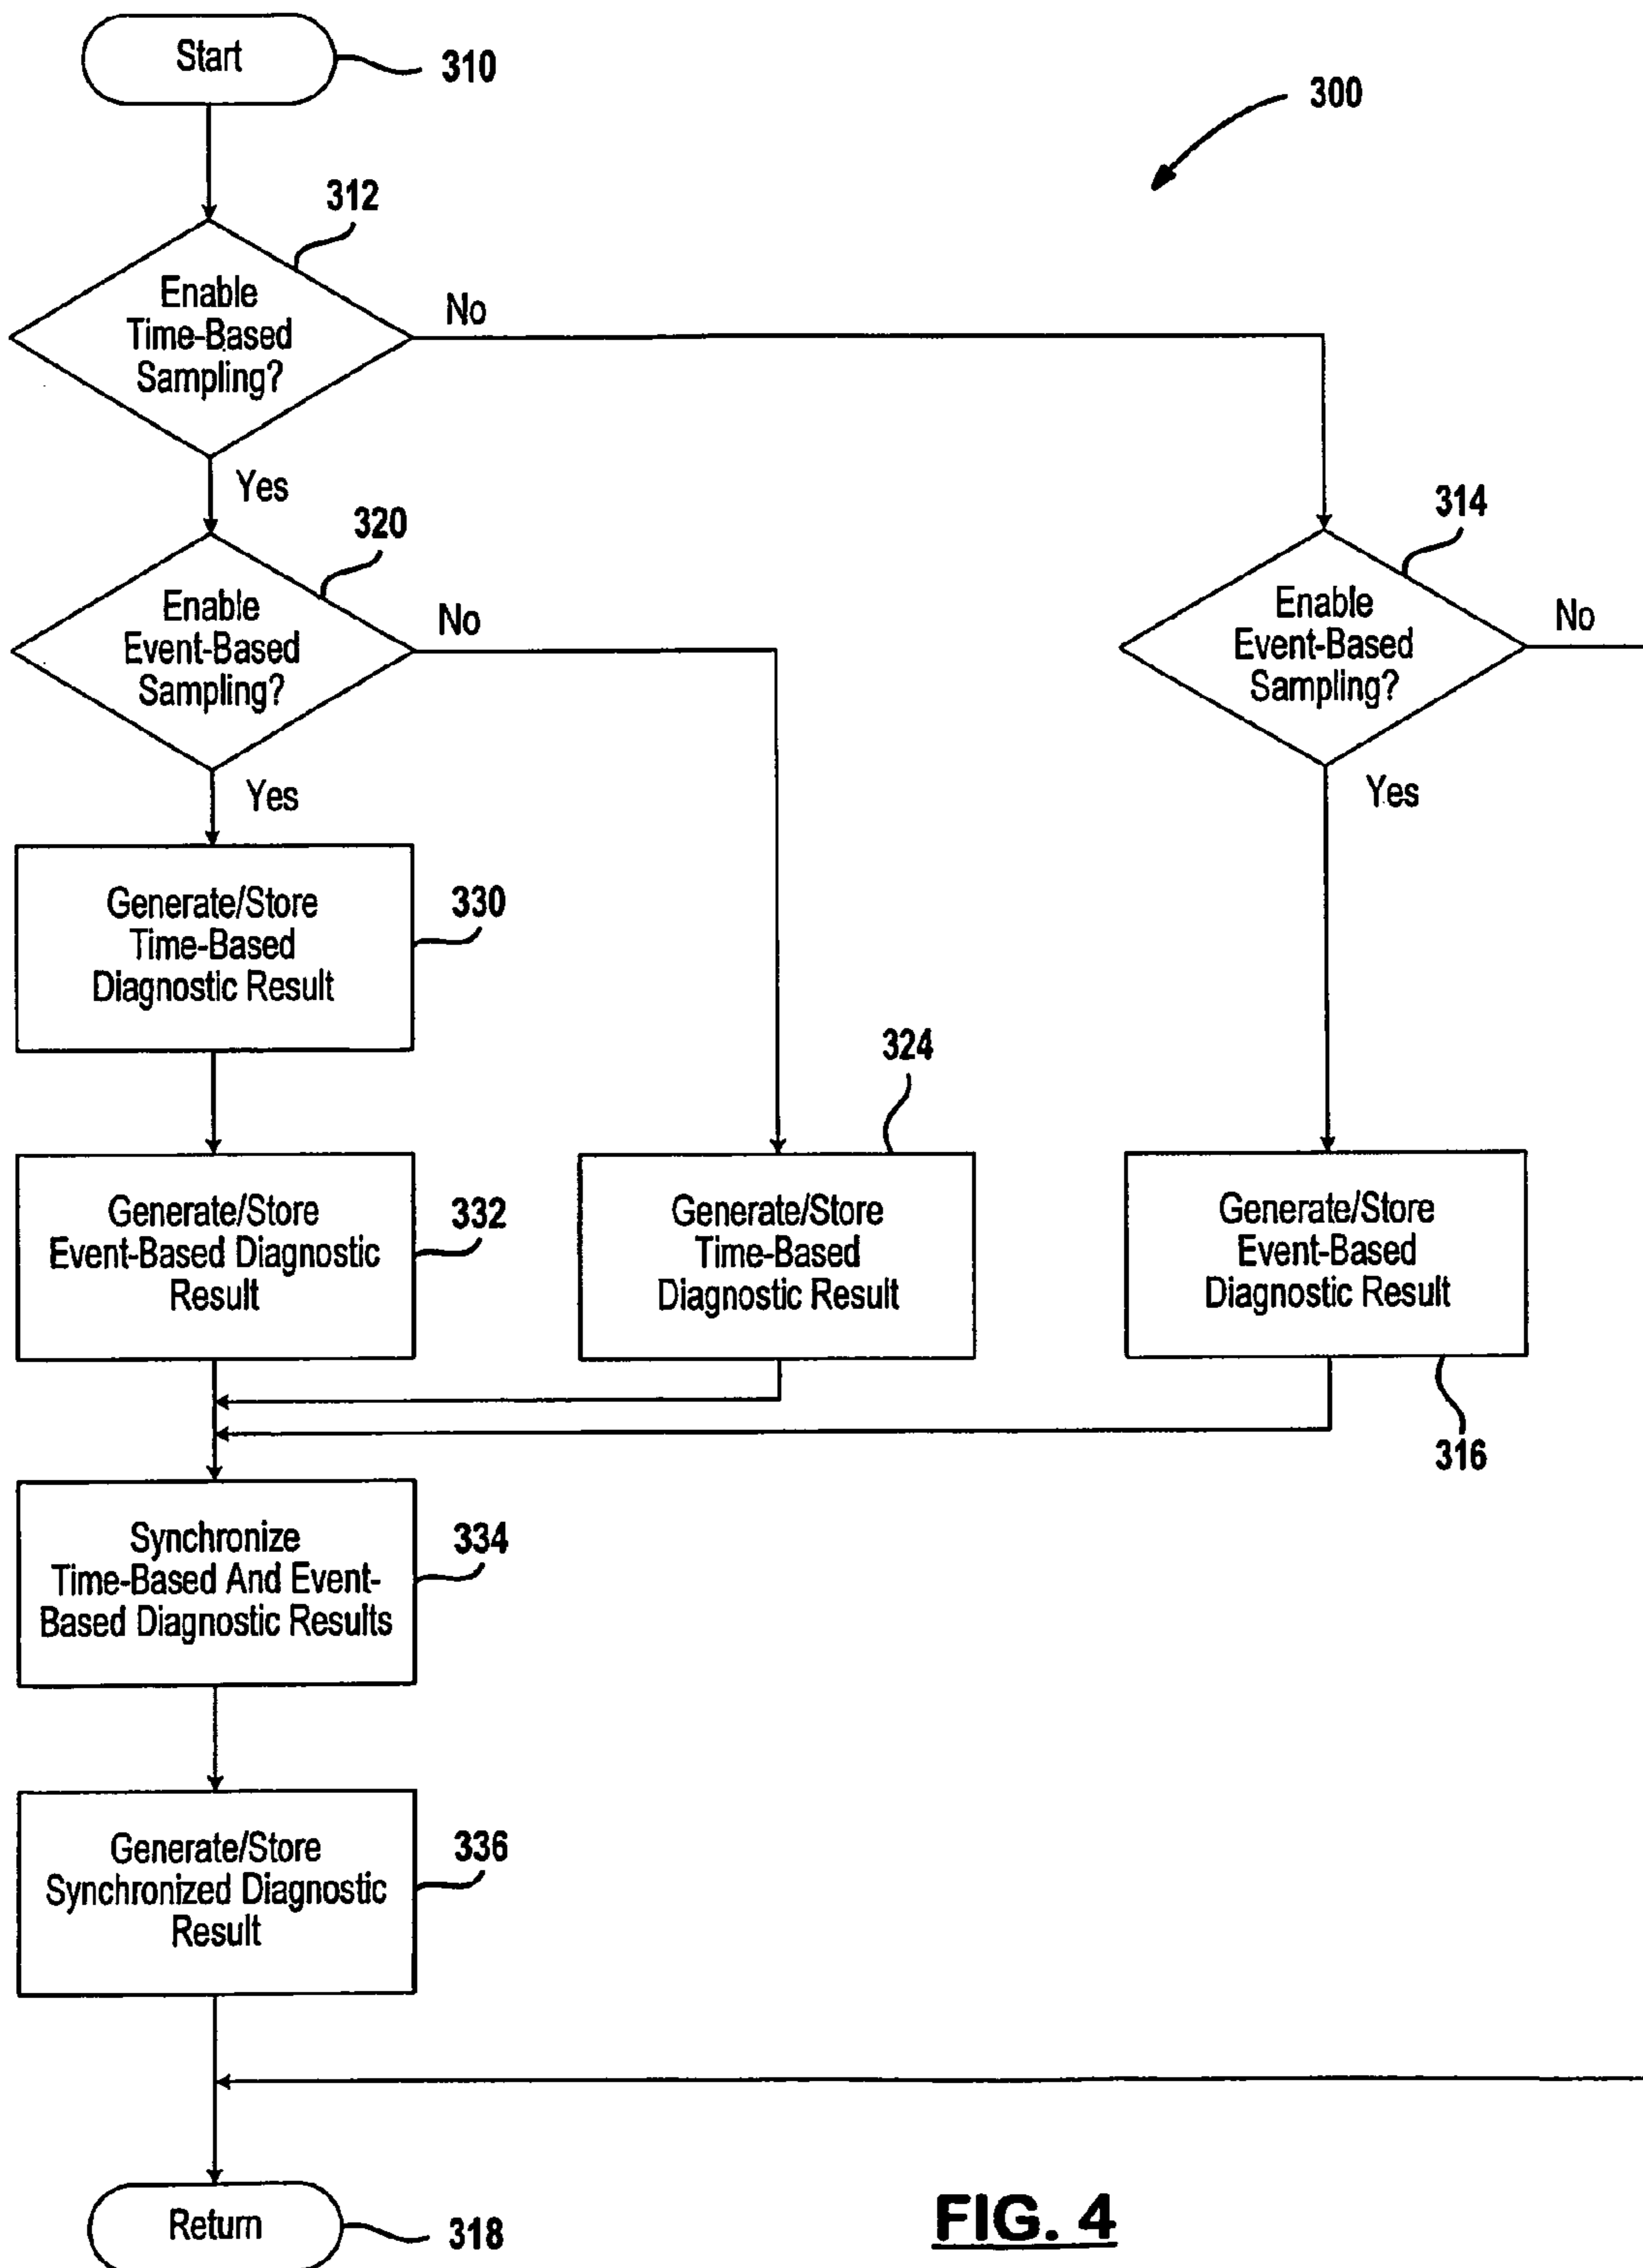 Start
310
300
312
Enable
Time-Based
Sampling?
No
Yes
320
314
Enable
Event-Based
Sampling?
No
Enable
Event-Based
Sampling?
No
Yes
Yes
Generate/Store
Time-Based
Diagnostic Result
330
324
Generate/Store
Event-Based Diagnostic
Result
332
Generate/Store
Time-Based
Diagnostic Result
Generate/Store
Event-Based
Diagnostic Result
316
Synchronize
Time-Based And Event-
Based Diagnostic Results
334
Generate/Store
Synchronized Diagnostic
Result
336
Return
318
FIG. 4